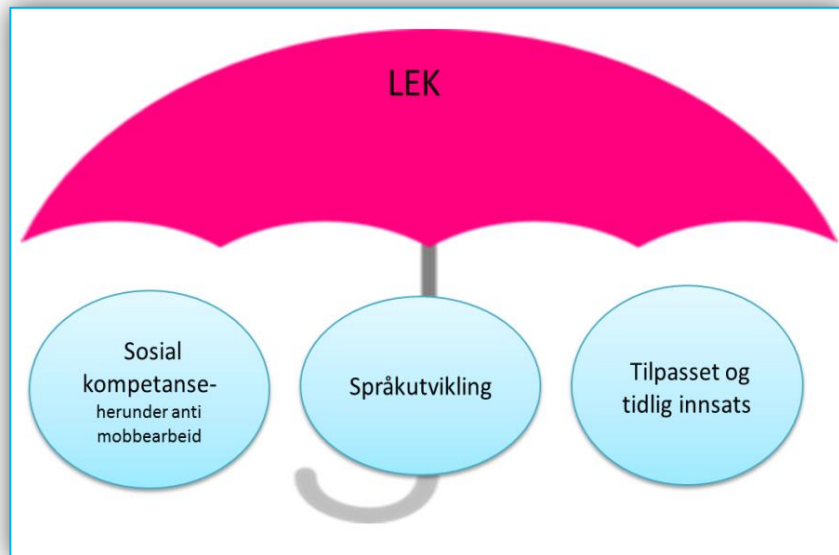 LEK
Sosial
kompetanse-
herunder anti
mobbearbeid
Språkutvikling
Tilpasset og
tidlig innsats